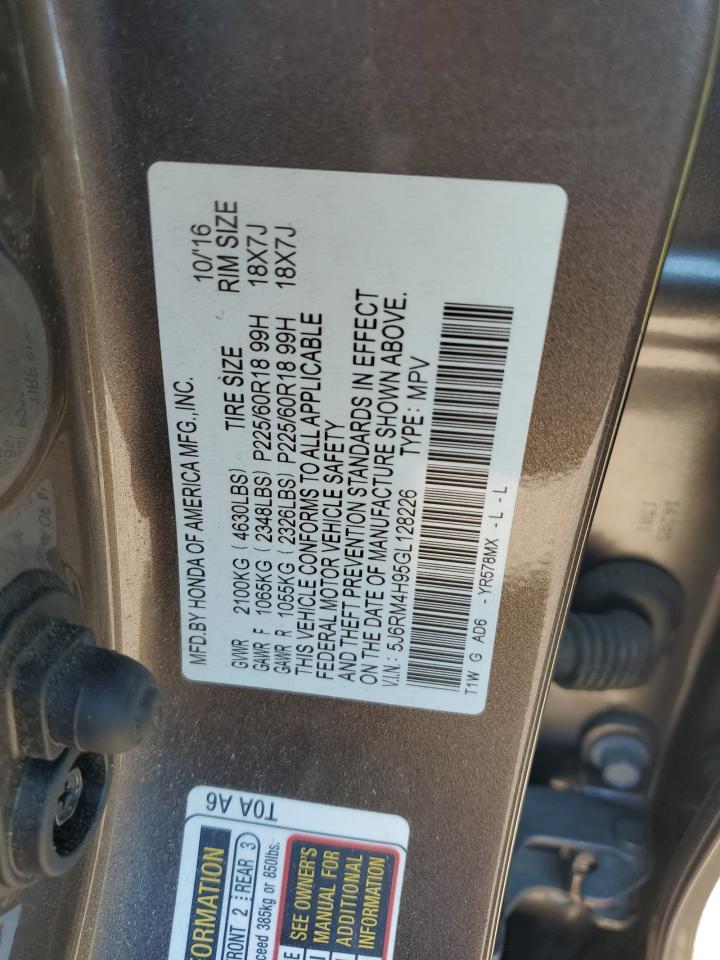 MFD.BY HONDA OF AMERICA MFG.,INC. 10/'16
GVWR 2100KG (4630LBS) TIRE SIZE RIM SIZE
GAWR F 1065KG (2348LBS) P225/60R18 99H 18X7J
GAWR R 1055KG (2326LBS) P225/60R18 99H 18X7J
THIS VEHICLE CONFORMS TO ALL APPLICABLE
FEDERAL MOTOR VEHICLE SAFETY
AND THEFT PREVENTION STANDARDS IN EFFECT
ON THE DATE OF MANUFACTURE SHOWN ABOVE.
V.I.N.: 5J6RM4H95GL128226 TYPE: MPV
T1W G AD6 -YR578MX -L-L
T0A A6
FRONT 2 REAR 3
385kg or 850lbs.
SEE OWNER'S
MANUAL FOR
ADDITIONAL
INFORMATION